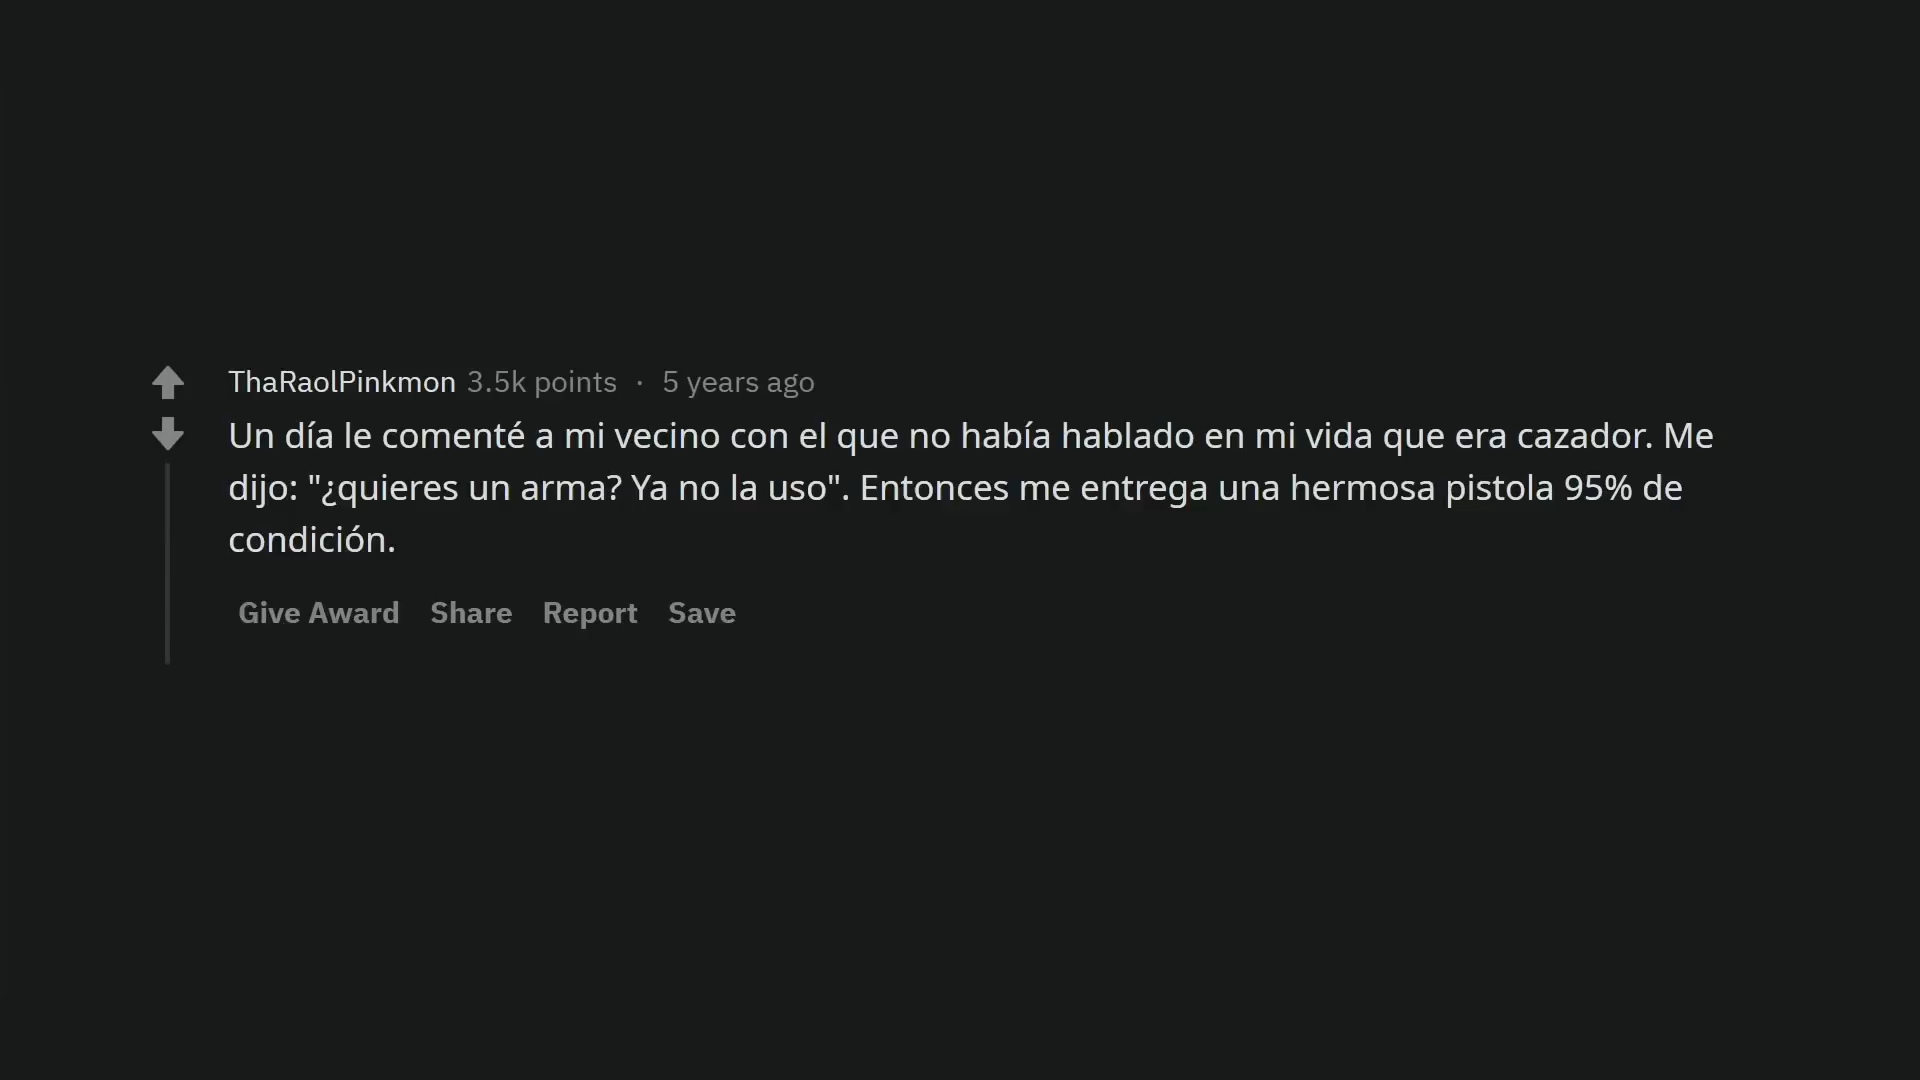 ThaRaolPinkmon 3.5k points · 5 years ago
Un día le comenté a mi vecino con el que no había hablado en mi vida que era cazador. Me
dijo: "¿quieres un arma? Ya no la uso". Entonces me entrega una hermosa pistola 95% de
condición.
Give Award Share Report Save